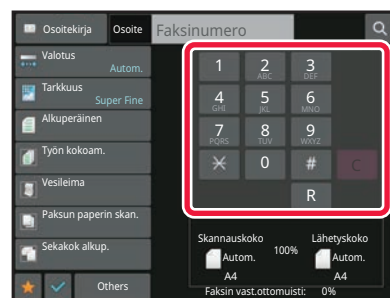 Osoitekirja Osoite Faksinumero
Valotus
Autom.
Tarkkuus
Super Fine
Alkuperäinen
Työn kokoam.
Vesileima
Paksun paperin skan.
Sekakok alkup.
Others
1 2 3
ABC DEF
4 5 6
GHI JKL MNO
7 8 9
PQRS TUV WXYZ
0 # C
R
Skannauskoko Lähetyskoko
Autom. 100% Autom.
A4 A4
Faksin vast.ottomuisti: 0%